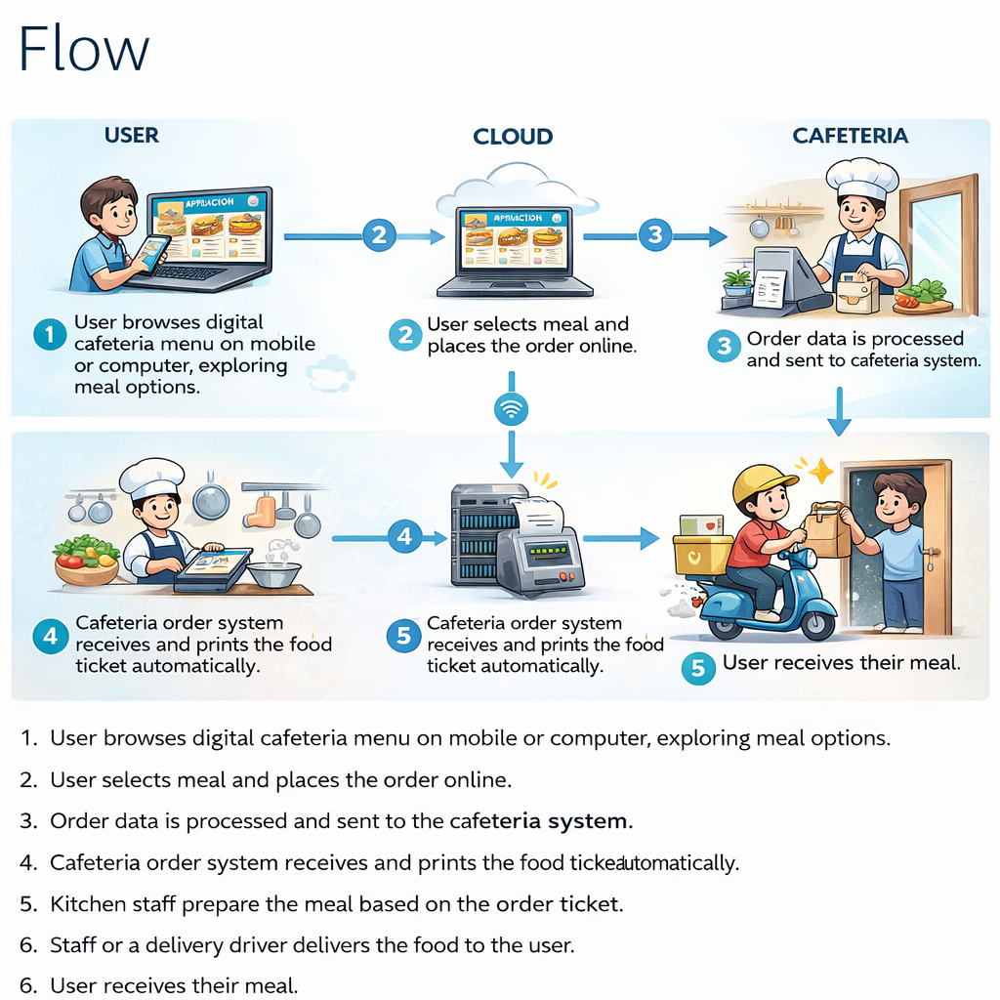 Flow
USER
CLOUD
CAFETERIA
2
3
1
User browses digital
cafeteria menu on mobile
or computer, exploring
meal options.
2
User selects meal and
places the order online.
3
Order data is processed
and sent to cafeteria system.
4
4
Cafeteria order system
receives and prints the food
ticket automatically.
5
Cafeteria order system
receives and prints the food
ticket automatically.
5
User receives their meal.
1. User browses digital cafeteria menu on mobile or computer, exploring meal options.
2. User selects meal and places the order online.
3. Order data is processed and sent to the cafeteria system.
4. Cafeteria order system receives and prints the food tickeautomatically.
5. Kitchen staff prepare the meal based on the order ticket.
6. Staff or a delivery driver delivers the food to the user.
6. User receives their meal.